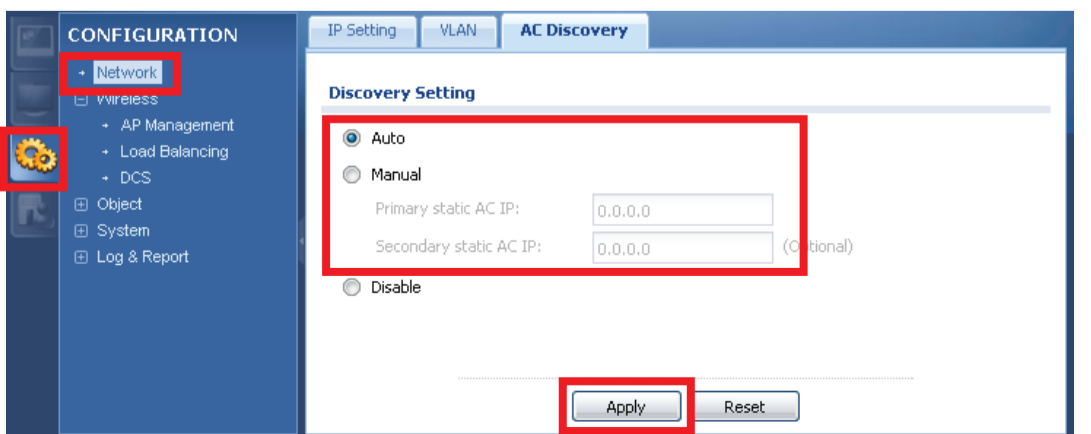 CONFIGURATION
Network
Wireless
AP Management
Load Balancing
DCS
Object
System
Log & Report
IP Setting
VLAN
AC Discovery
Discovery Setting
Auto
Manual
Primary static AC IP: 0.0.0.0
Secondary static AC IP: 0.0.0.0 (Optional)
Disable
Apply
Reset